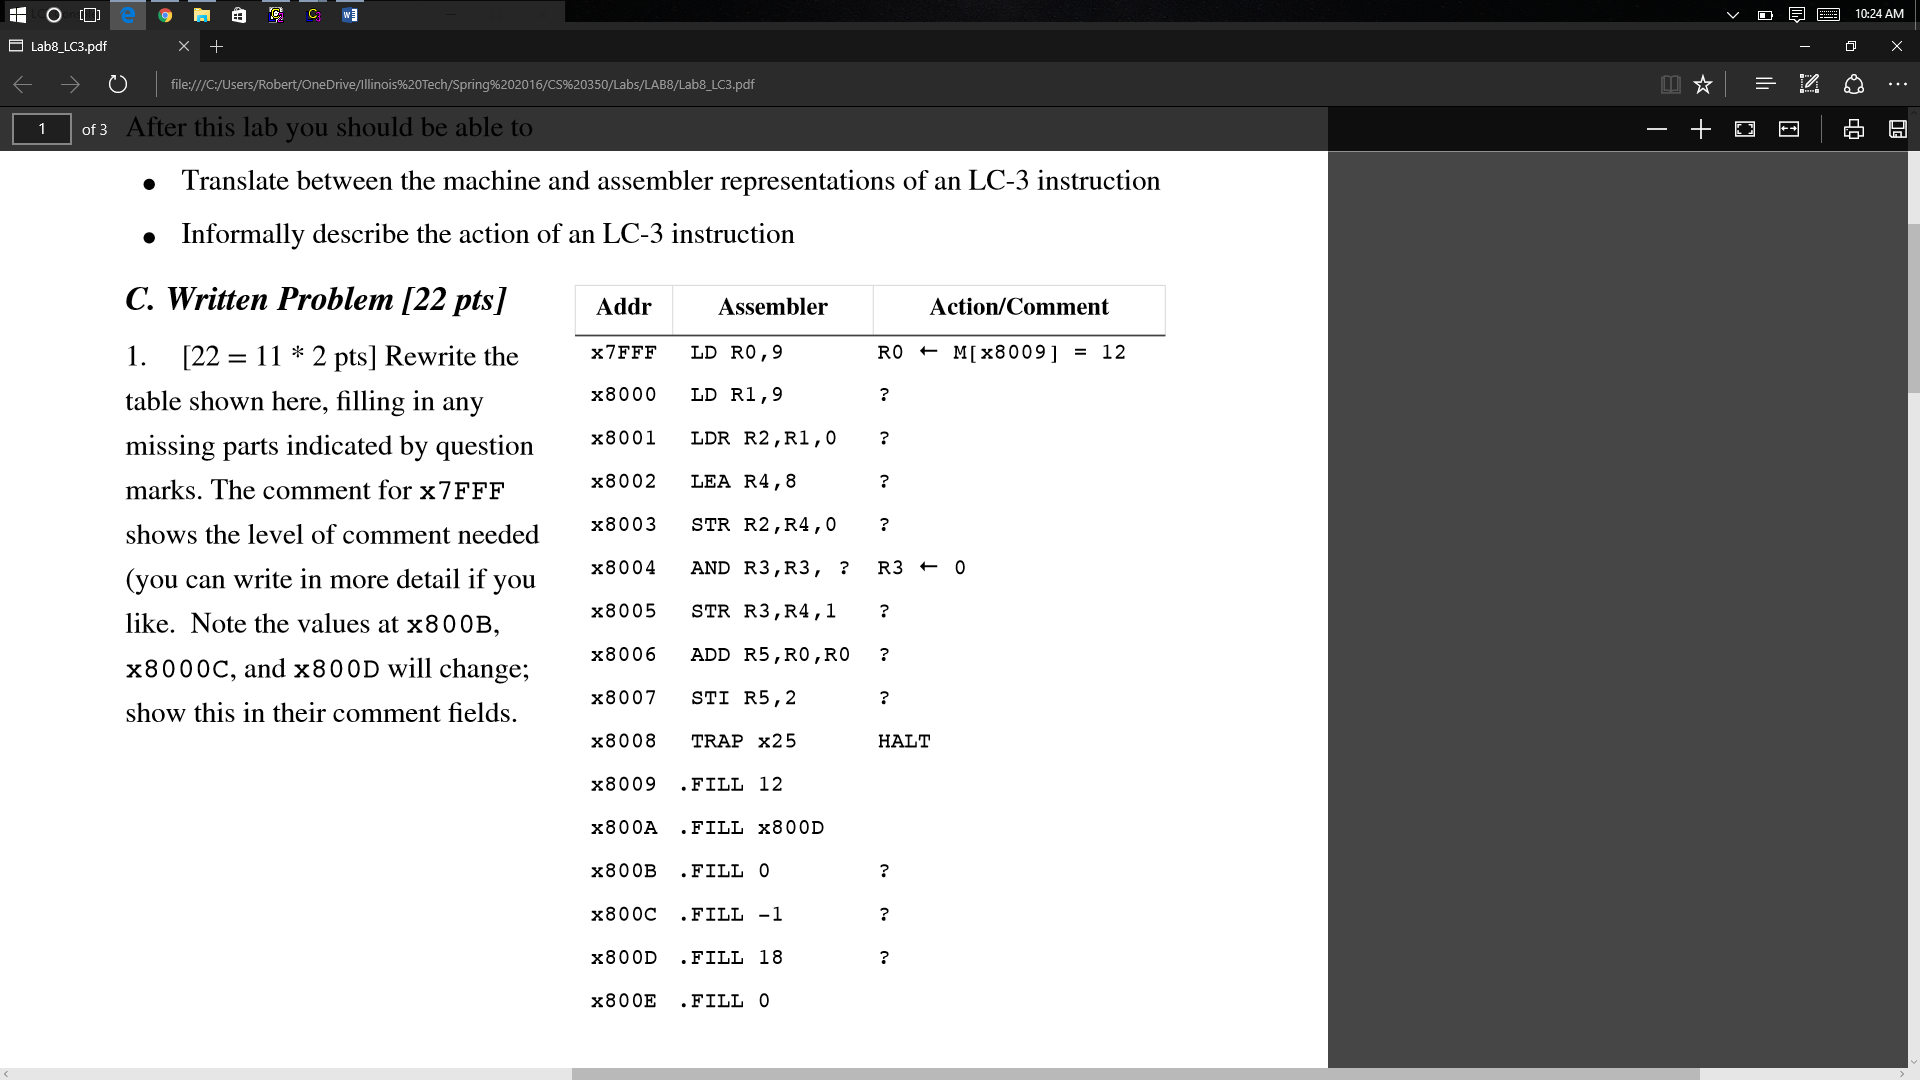 10:24 AM
Lab8_LC3.pdf
file:///C:/Users/Robert/OneDrive/Illinois%20Tech/Spring%202016/CS%20350/Labs/LAB8/Lab8_LC3.pdf
1 of 3
After this lab you should be able to
• Translate between the machine and assembler representations of an LC-3 instruction
• Informally describe the action of an LC-3 instruction
C. Written Problem [22 pts]
1. [22 = 11 * 2 pts] Rewrite the
table shown here, filling in any
missing parts indicated by question
marks. The comment for x7FFF
shows the level of comment needed
(you can write in more detail if you
like. Note the values at x800B,
x8000C, and x800D will change;
show this in their comment fields.
Addr Assembler Action/Comment
x7FFF LD R0,9 R0 ← M[x8009] = 12
x8000 LD R1,9 ?
x8001 LDR R2,R1,0 ?
x8002 LEA R4,8 ?
x8003 STR R2,R4,0 ?
x8004 AND R3,R3, ? R3 ← 0
x8005 STR R3,R4,1 ?
x8006 ADD R5,R0,R0 ?
x8007 STI R5,2 ?
x8008 TRAP x25 HALT
x8009 .FILL 12
x800A .FILL x800D
x800B .FILL 0 ?
x800C .FILL -1 ?
x800D .FILL 18 ?
x800E .FILL 0